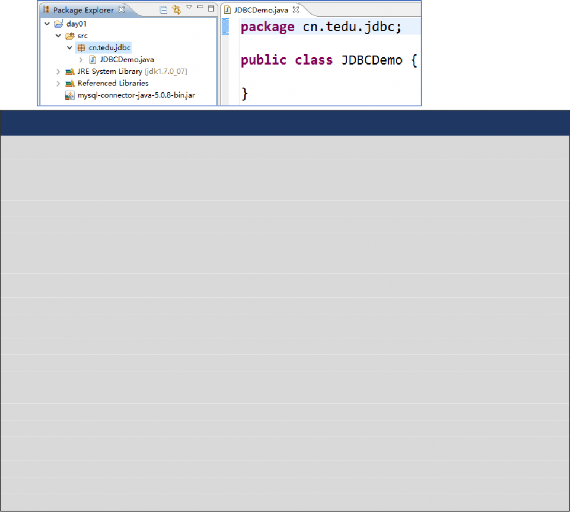 Package Explorer
day01
src
cn.tedu.jdbc
JDBCDemo.java
JRE System Library [jdk1.7.0_07]
Referenced Libraries
mysql-connector-java-5.0.8-bin.jar
JDBCDemo.java
package cn.tedu.jdbc;
public class JDBCDemo {
}